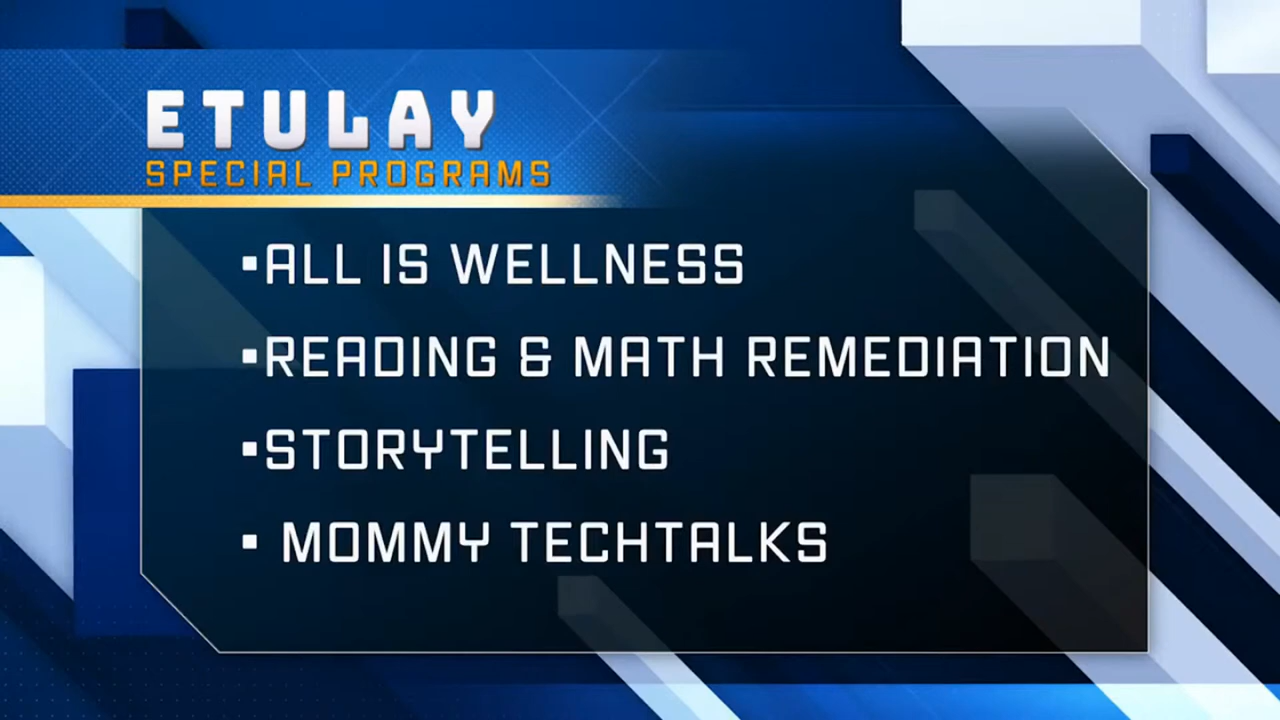 ETULAY
SPECIAL PROGRAMS
▪ALL IS WELLNESS
▪READING & MATH REMEDIATION
▪STORYTELLING
▪ MOMMY TECHTALKS